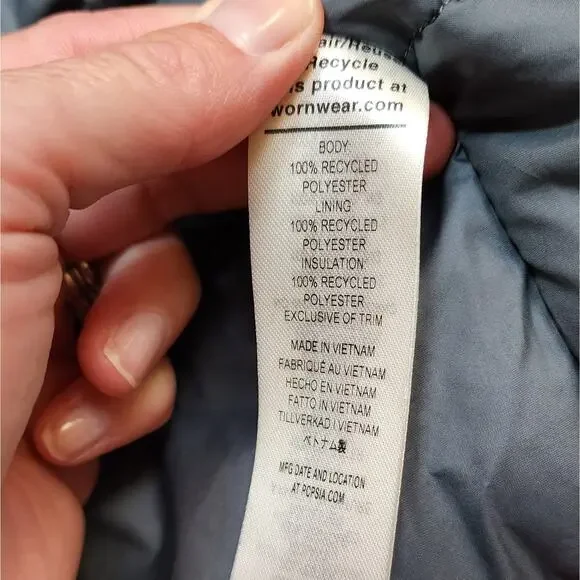 Recycle
product at
wornwear.com
BODY:
100% RECYCLED
POLYESTER
LINING
100% RECYCLED
POLYESTER
INSULATION:
100% RECYCLED
POLYESTER
EXCLUSIVE OF TRIM
MADE IN VIETNAM
FABRIQUÉ AU VIETNAM
HECHO EN VIETNAM
FATTO IN VIETNAM
TILLVERKAD I VIETNAM
ベトナム製
MFG DATE AND LOCATION
AT PCPSIA.COM